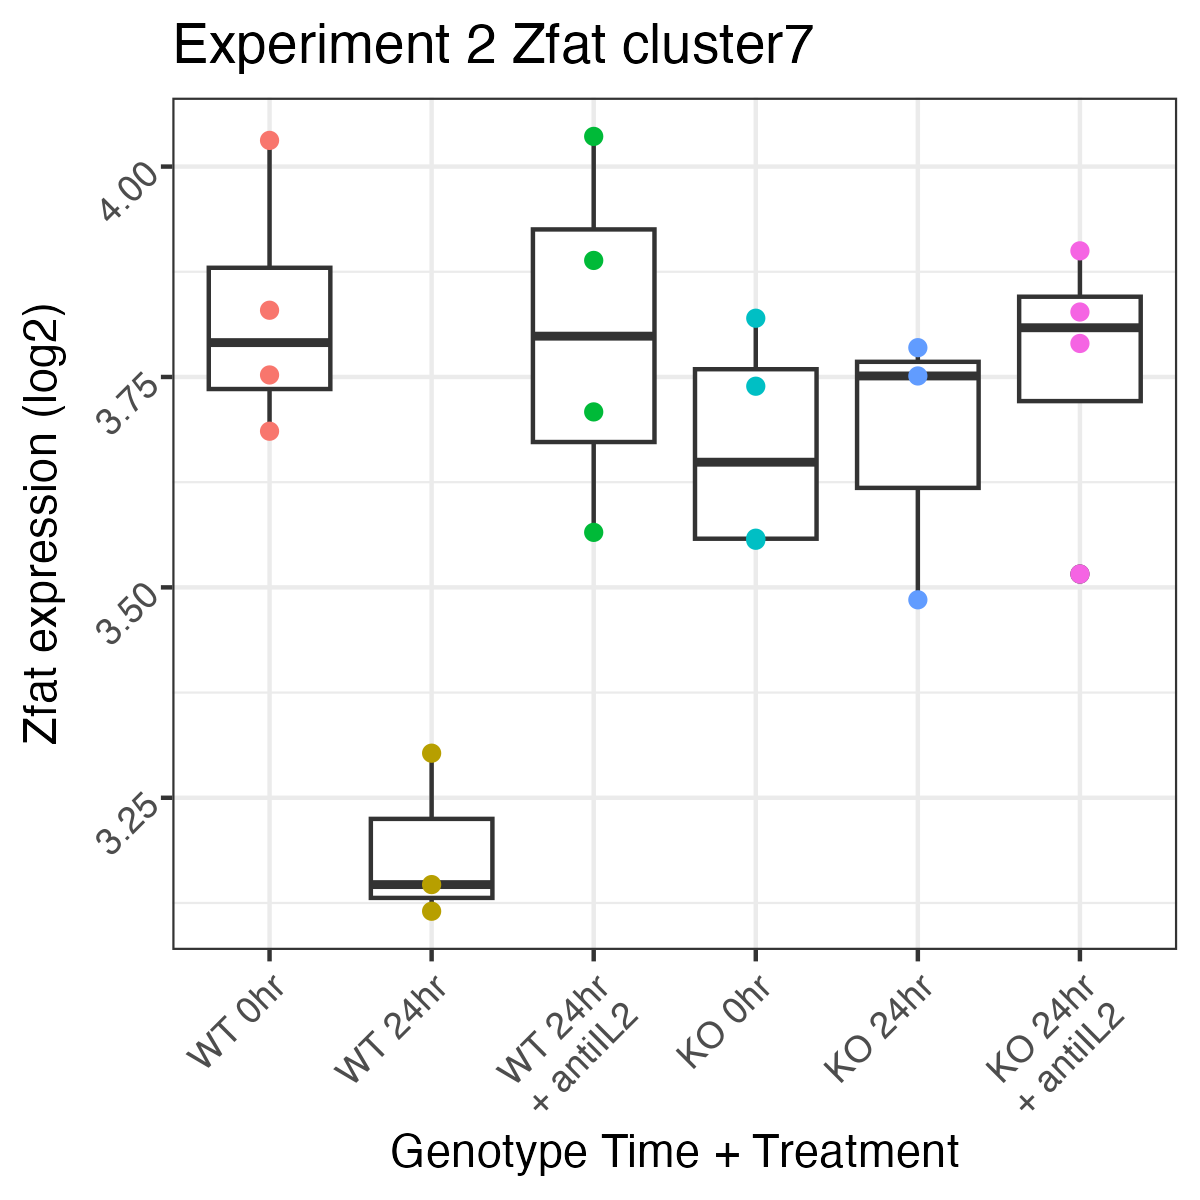 Experiment 2 Zfat cluster7
Zfat expression (log2)
4.00
3.75
3.50
3.25
WT 0hr
WT 24hr
WT 24hr
+ antiIL2
KO 0hr
KO 24hr
KO 24hr
+ antiIL2
Genotype Time + Treatment